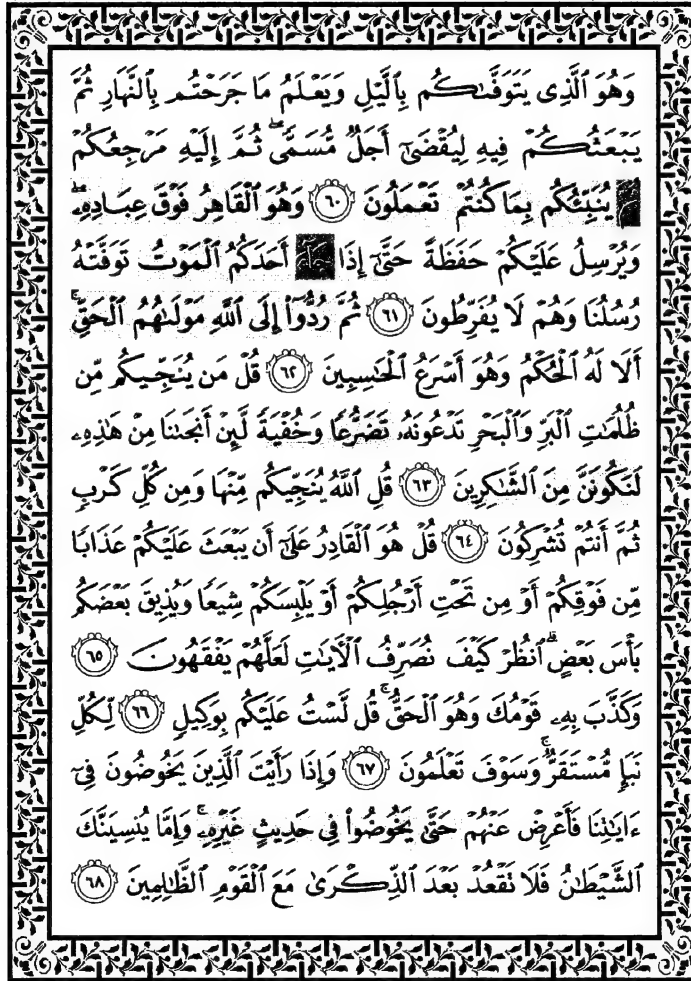 وَهُوَ ٱلَّذِى يَتَوَفَّىٰكُم بِٱلَّيْلِ وَيَعْلَمُ مَا جَرَحْتُم بِٱلنَّهَارِ ثُمَّ
يَبْعَثُكُمْ فِيهِ لِيُقْضَىٰٓ أَجَلٌ مُّسَمًّى ۖ ثُمَّ إِلَيْهِ مَرْجِعُكُمْ
يُنَبِّئُكُم بِمَا كُنتُمْ تَعْمَلُونَ ٦٠ وَهُوَ ٱلْقَاهِرُ فَوْقَ عِبَادِهِۦ ۖ
وَيُرْسِلُ عَلَيْكُمْ حَفَظَةً حَتَّىٰٓ إِذَا أَحَدَكُمُ ٱلْمَوْتُ تَوَفَّتْهُ
رُسُلُنَا وَهُمْ لَا يُفَرِّطُونَ ٦١ ثُمَّ رُدُّوٓا۟ إِلَى ٱللَّهِ مَوْلَىٰهُمُ ٱلْحَقِّ ۚ
أَلَا لَهُ ٱلْحُكْمُ وَهُوَ أَسْرَعُ ٱلْحَٰسِبِينَ ٦٢ قُلْ مَن يُنَجِّيكُم مِّن
ظُلُمَٰتِ ٱلْبَرِّ وَٱلْبَحْرِ تَدْعُونَهُۥ تَضَرُّعًا وَخُفْيَةً لَّئِنْ أَنجَىٰنَا مِنْ هَٰذِهِۦ
لَنَكُونَنَّ مِنَ ٱلشَّٰكِرِينَ ٦٣ قُلِ ٱللَّهُ يُنَجِّيكُم مِّنْهَا وَمِن كُلِّ كَرْبٍ
ثُمَّ أَنتُمْ تُشْرِكُونَ ٦٤ قُلْ هُوَ ٱلْقَادِرُ عَلَىٰٓ أَن يَبْعَثَ عَلَيْكُمْ عَذَابًا
مِّن فَوْقِكُمْ أَوْ مِن تَحْتِ أَرْجُلِكُمْ أَوْ يَلْبِسَكُمْ شِيَعًا وَيُذِيقَ بَعْضَكُم
بَأْسَ بَعْضٍ ۗ ٱنظُرْ كَيْفَ نُصَرِّفُ ٱلْءَايَٰتِ لَعَلَّهُمْ يَفْقَهُونَ ٦٥
وَكَذَّبَ بِهِۦ قَوْمُكَ وَهُوَ ٱلْحَقُّ ۚ قُل لَّسْتُ عَلَيْكُم بِوَكِيلٍ ٦٦ لِّكُلِّ
نَبَإٍ مُّسْتَقَرٌّ ۚ وَسَوْفَ تَعْلَمُونَ ٦٧ وَإِذَا رَأَيْتَ ٱلَّذِينَ يَخُوضُونَ فِىٓ
ءَايَٰتِنَا فَأَعْرِضْ عَنْهُمْ حَتَّىٰ يَخُوضُوا۟ فِى حَدِيثٍ غَيْرِهِۦ ۚ وَإِمَّا يُنسِيَنَّكَ
ٱلشَّيْطَٰنُ فَلَا تَقْعُدْ بَعْدَ ٱلذِّكْرَىٰ مَعَ ٱلْقَوْمِ ٱلظَّٰلِمِينَ ٦٨